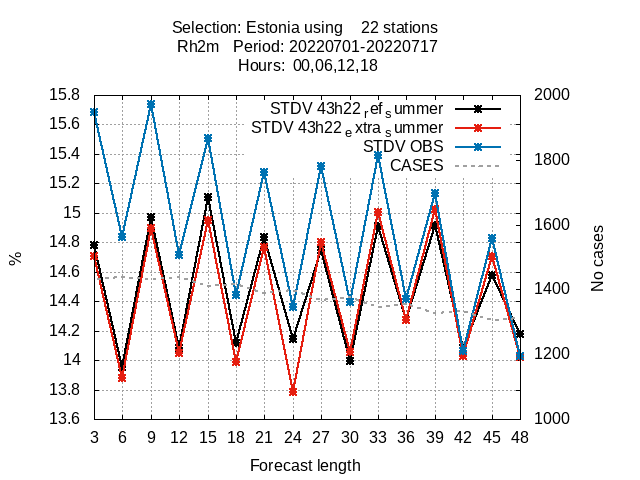 Selection: Estonia using 22 stations
Rh2m Period: 20220701-20220717
Hours: 00,06,12,18
STDV 43h22 ref summer
STDV 43h22 extra summer
STDV OBS
CASES
15.8
15.6
15.4
15.2
15
14.8
14.6
14.4
14.2
14
13.8
13.6
%
2000
1800
1600
1400
1200
1000
No cases
3 6 9 12 15 18 21 24 27 30 33 36 39 42 45 48
Forecast length